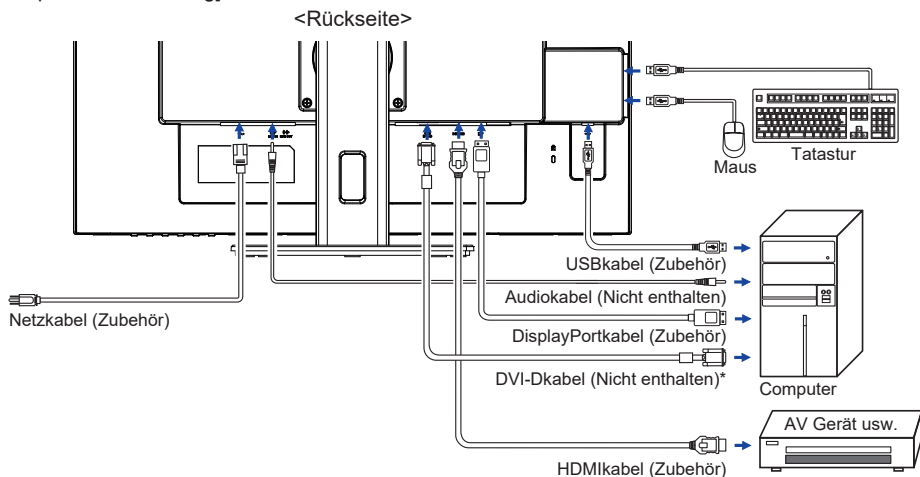 <Rückseite>
Maus
Tatastur
USBkabel (Zubehör)
Audiokabel (Nicht enthalten)
Netzkabel (Zubehör)
DisplayPortkabel (Zubehör)
DVI-Dkabel (Nicht enthalten)*
Computer
AV Gerät usw.
HDMIkabel (Zubehör)